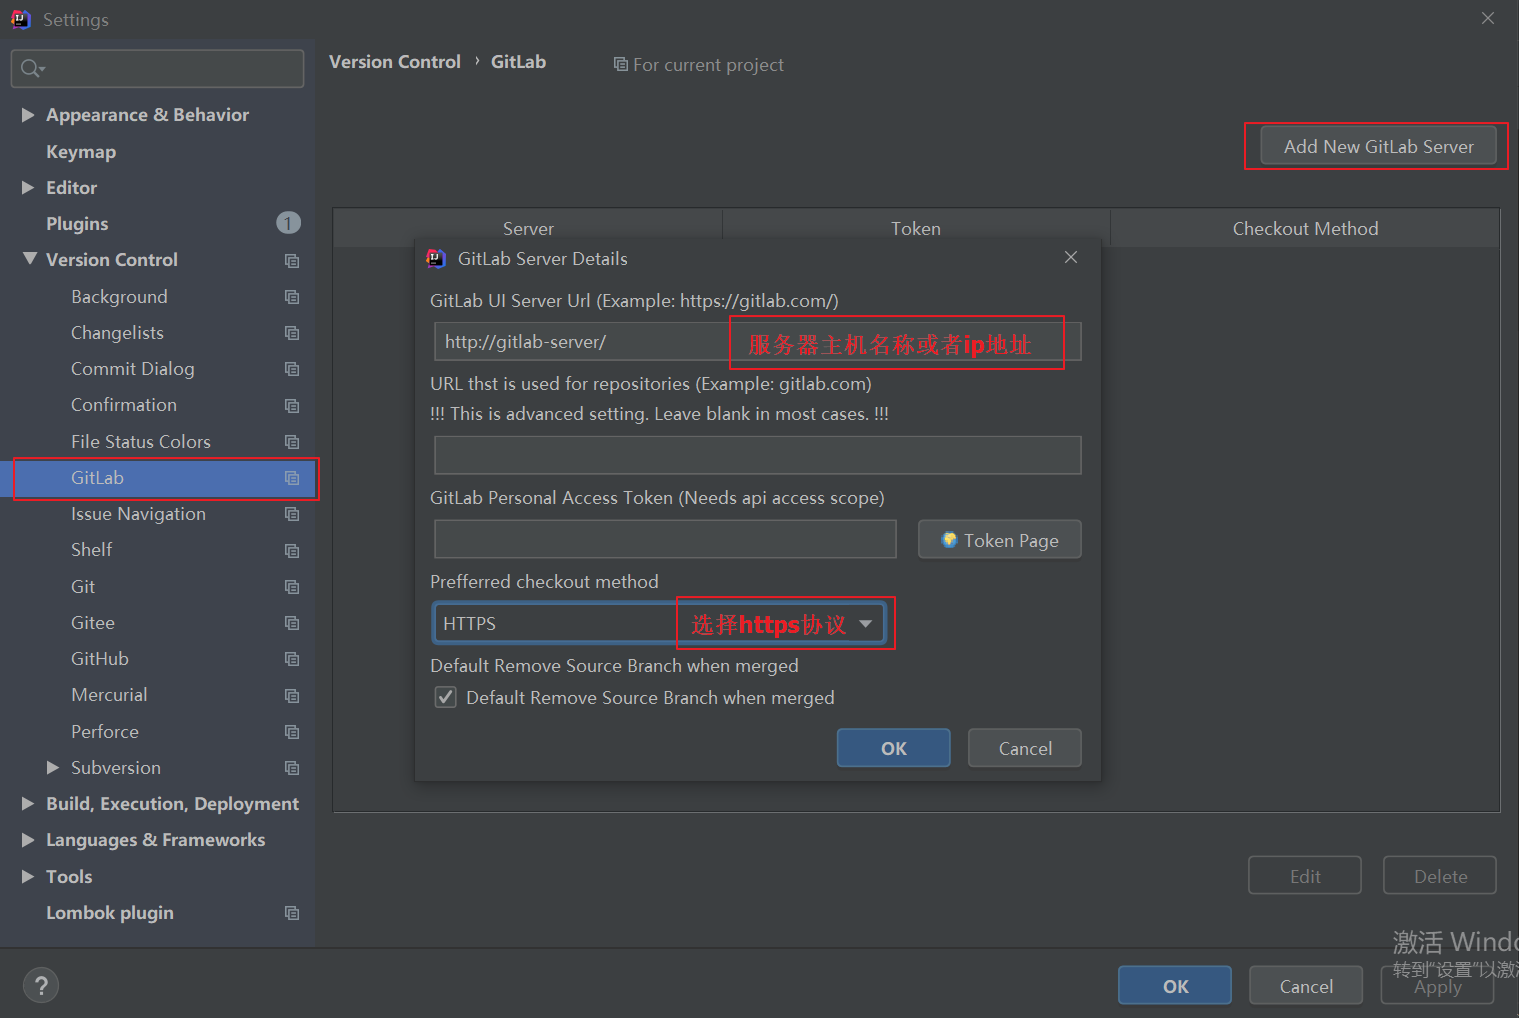 Settings
Version Control › GitLab
For current project
Appearance & Behavior
Keymap
Editor
Plugins
1
Version Control
Background
Changelists
Commit Dialog
Confirmation
File Status Colors
GitLab
Issue Navigation
Shelf
Git
Gitee
GitHub
Mercurial
Perforce
Subversion
Build, Execution, Deployment
Languages & Frameworks
Tools
Lombok plugin
Add New GitLab Server
Server Token Checkout Method
GitLab Server Details
GitLab UI Server Url (Example: https://gitlab.com/)
http://gitlab-server/ 服务器主机名称或者ip地址
URL thst is used for repositories (Example: gitlab.com)
!!! This is advanced setting. Leave blank in most cases. !!!
GitLab Personal Access Token (Needs api access scope)
Token Page
Prefferred checkout method
HTTPS 选择https协议
Default Remove Source Branch when merged
Default Remove Source Branch when merged
OK Cancel
Edit Delete
激活 Windo
转到"设置"以激
? OK Cancel Apply